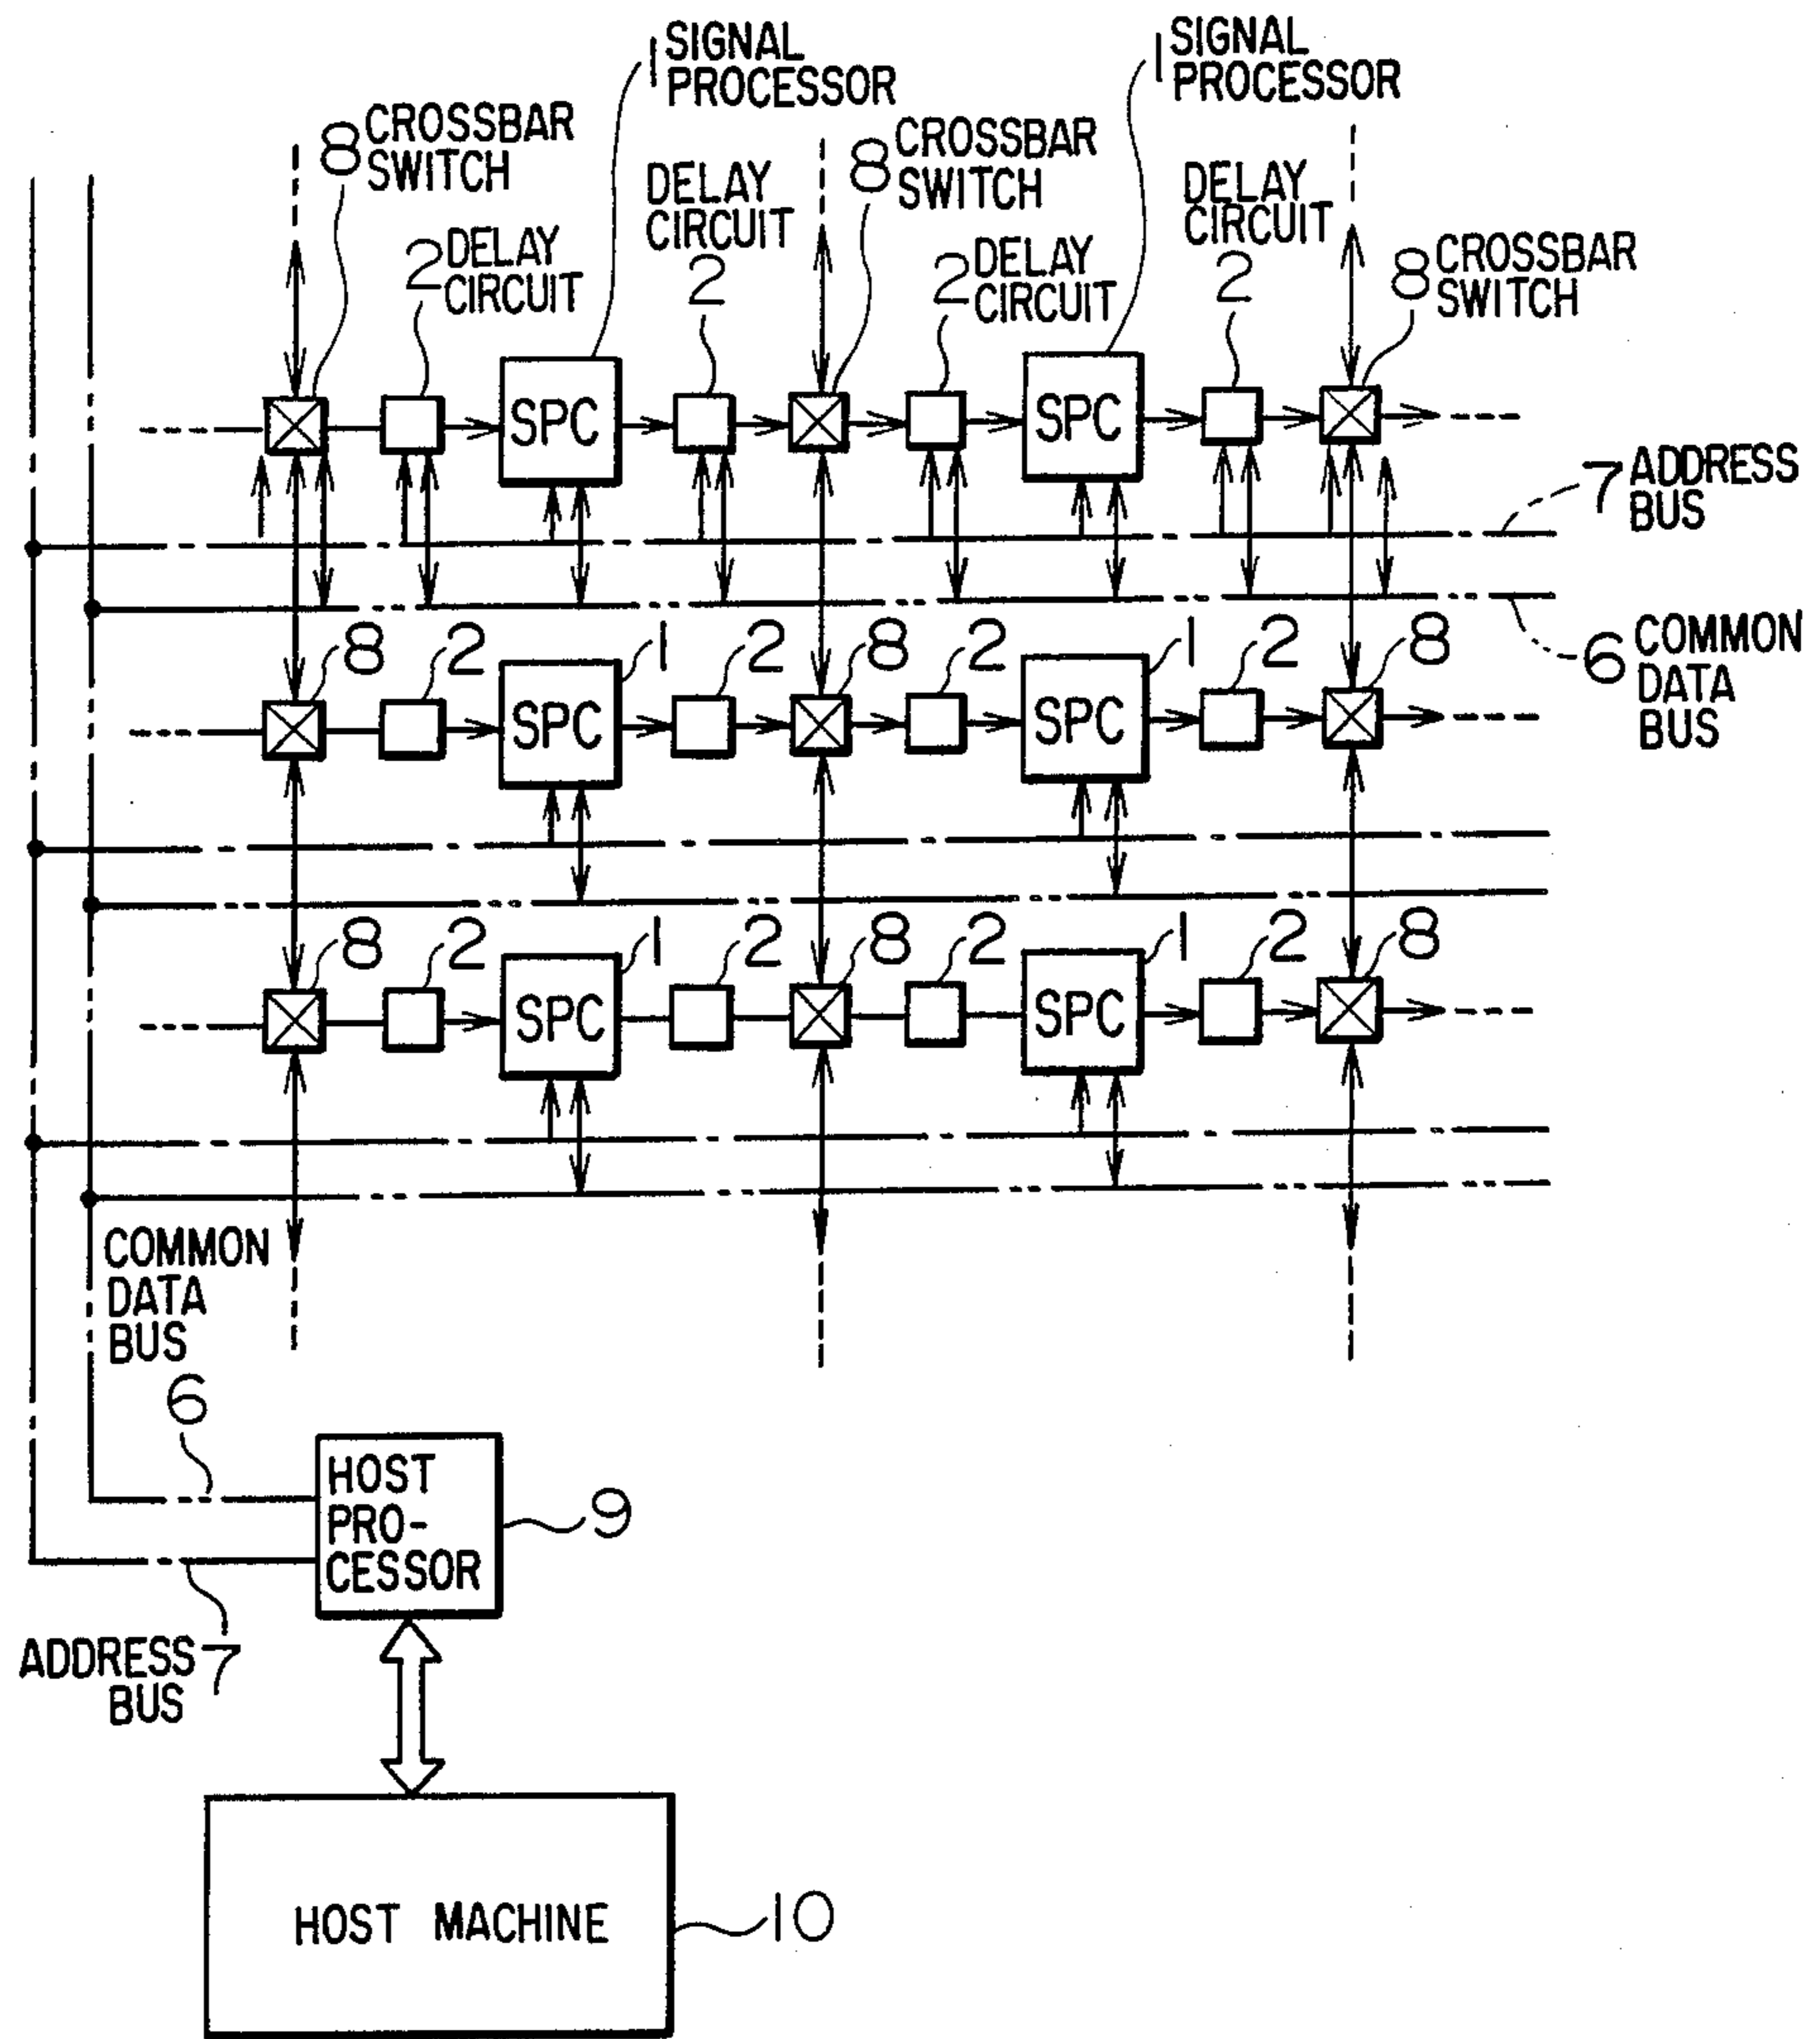 1 SIGNAL
PROCESSOR
1 SIGNAL
PROCESSOR
8 CROSSBAR
SWITCH
8 CROSSBAR
SWITCH
DELAY
CIRCUIT
2
DELAY
CIRCUIT
2
2 DELAY
CIRCUIT
2 DELAY
CIRCUIT
8 CROSSBAR
SWITCH
SPC
SPC
7 ADDRESS
BUS
6 COMMON
DATA
BUS
8 2 1 2 8 2 1 2 8
SPC
SPC
8 2 1 2 8 2 1 2 8
SPC
SPC
COMMON
DATA
BUS
6
HOST
PRO-
CESSOR
9
ADDRESS 7
BUS
HOST MACHINE
10